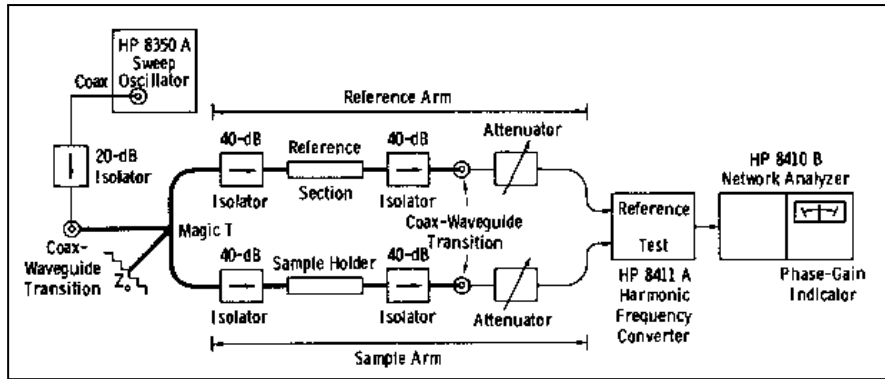 HP 8350 A
Sweep
Oscillator
Coax
20-dB
Isolator
Coax-
Waveguide
Transition
Zo
Magic T
Reference Arm
40-dB
Isolator
Reference
Section
40-dB
Isolator
Attenuator
Coax-Waveguide
Transition
40-dB
Isolator
Sample Holder
40-dB
Isolator
Attenuator
Sample Arm
Reference
Test
HP 8411 A
Harmonic
Frequency
Converter
HP 8410 B
Network Analyzer
Phase-Gain
Indicator